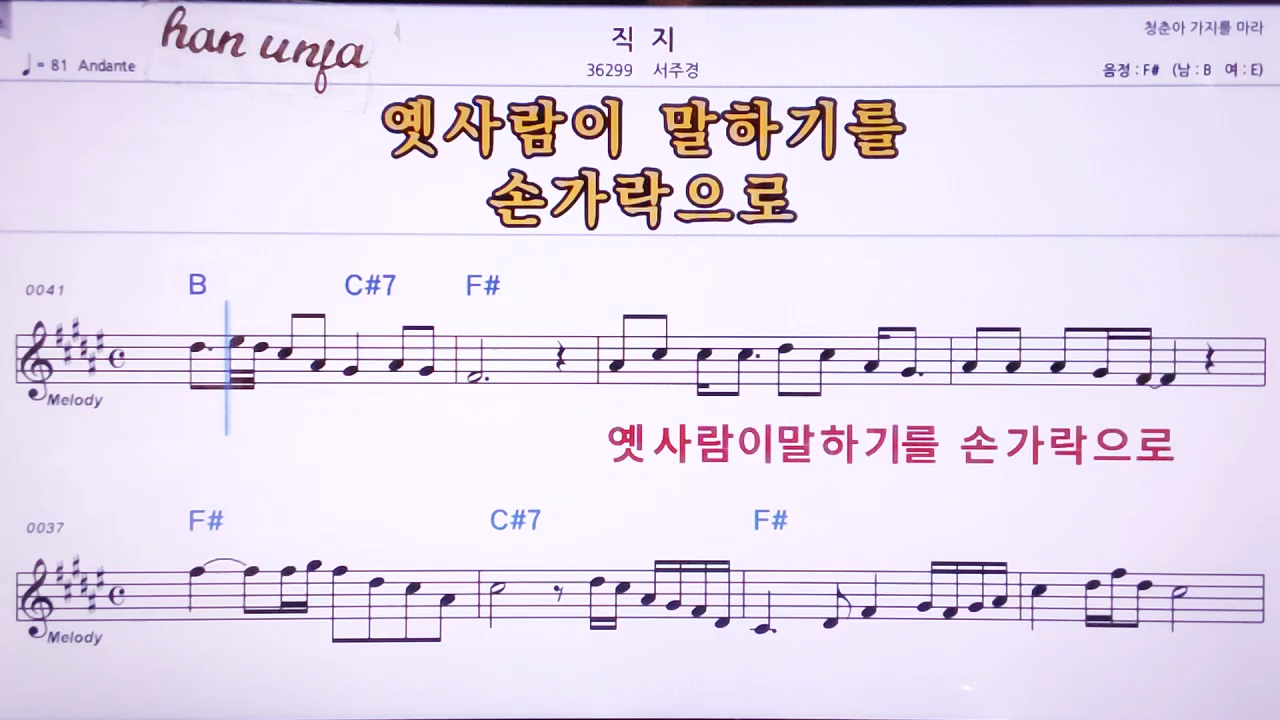 han unfa
직 지
청춘아 가지를 마라
♩= 81 Andante
36299 서주경
음정 : F# (남 : B 여 : E)
옛사람이 말하기를
손가락으로
0041
B C#7 F#
Melody
옛사람이말하기를 손가락으로
0037
F# C#7 F#
Melody